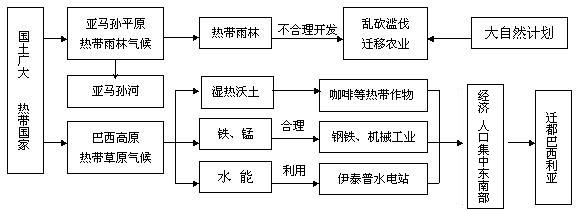 国土广大 热带国家
亚马孙平原
热带雨林气候
热带雨林
不合理开发
乱砍滥伐
迁移农业
大自然计划
亚马孙河
巴西高原
热带草原气候
湿热沃土
咖啡等热带作物
铁、锰
合理
钢铁、机械工业
水 能
利用
伊泰普水电站
经济 人口集中东南部
迁都巴西利亚